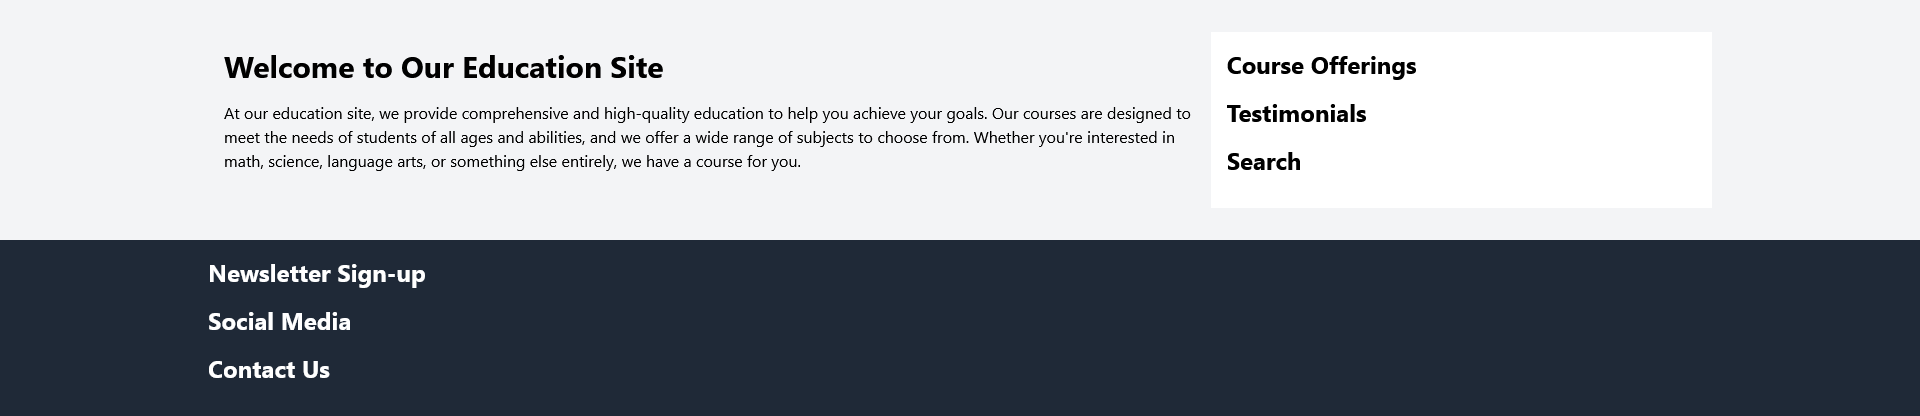 Welcome to Our Education Site
At our education site, we provide comprehensive and high-quality education to help you achieve your goals. Our courses are designed to
meet the needs of students of all ages and abilities, and we offer a wide range of subjects to choose from. Whether you're interested in
math, science, language arts, or something else entirely, we have a course for you.
Course Offerings
Testimonials
Search
Newsletter Sign-up
Social Media
Contact Us